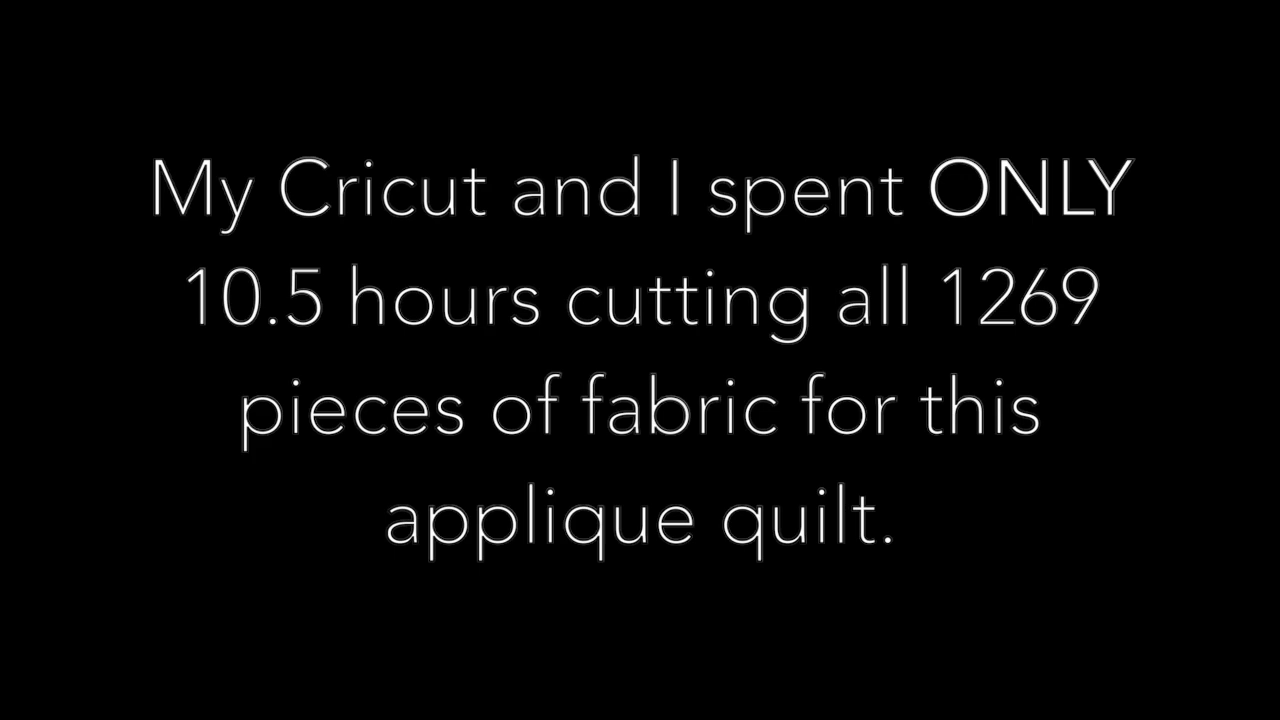 My Cricut and I spent ONLY
10.5 hours cutting all 1269
pieces of fabric for this
applique quilt.